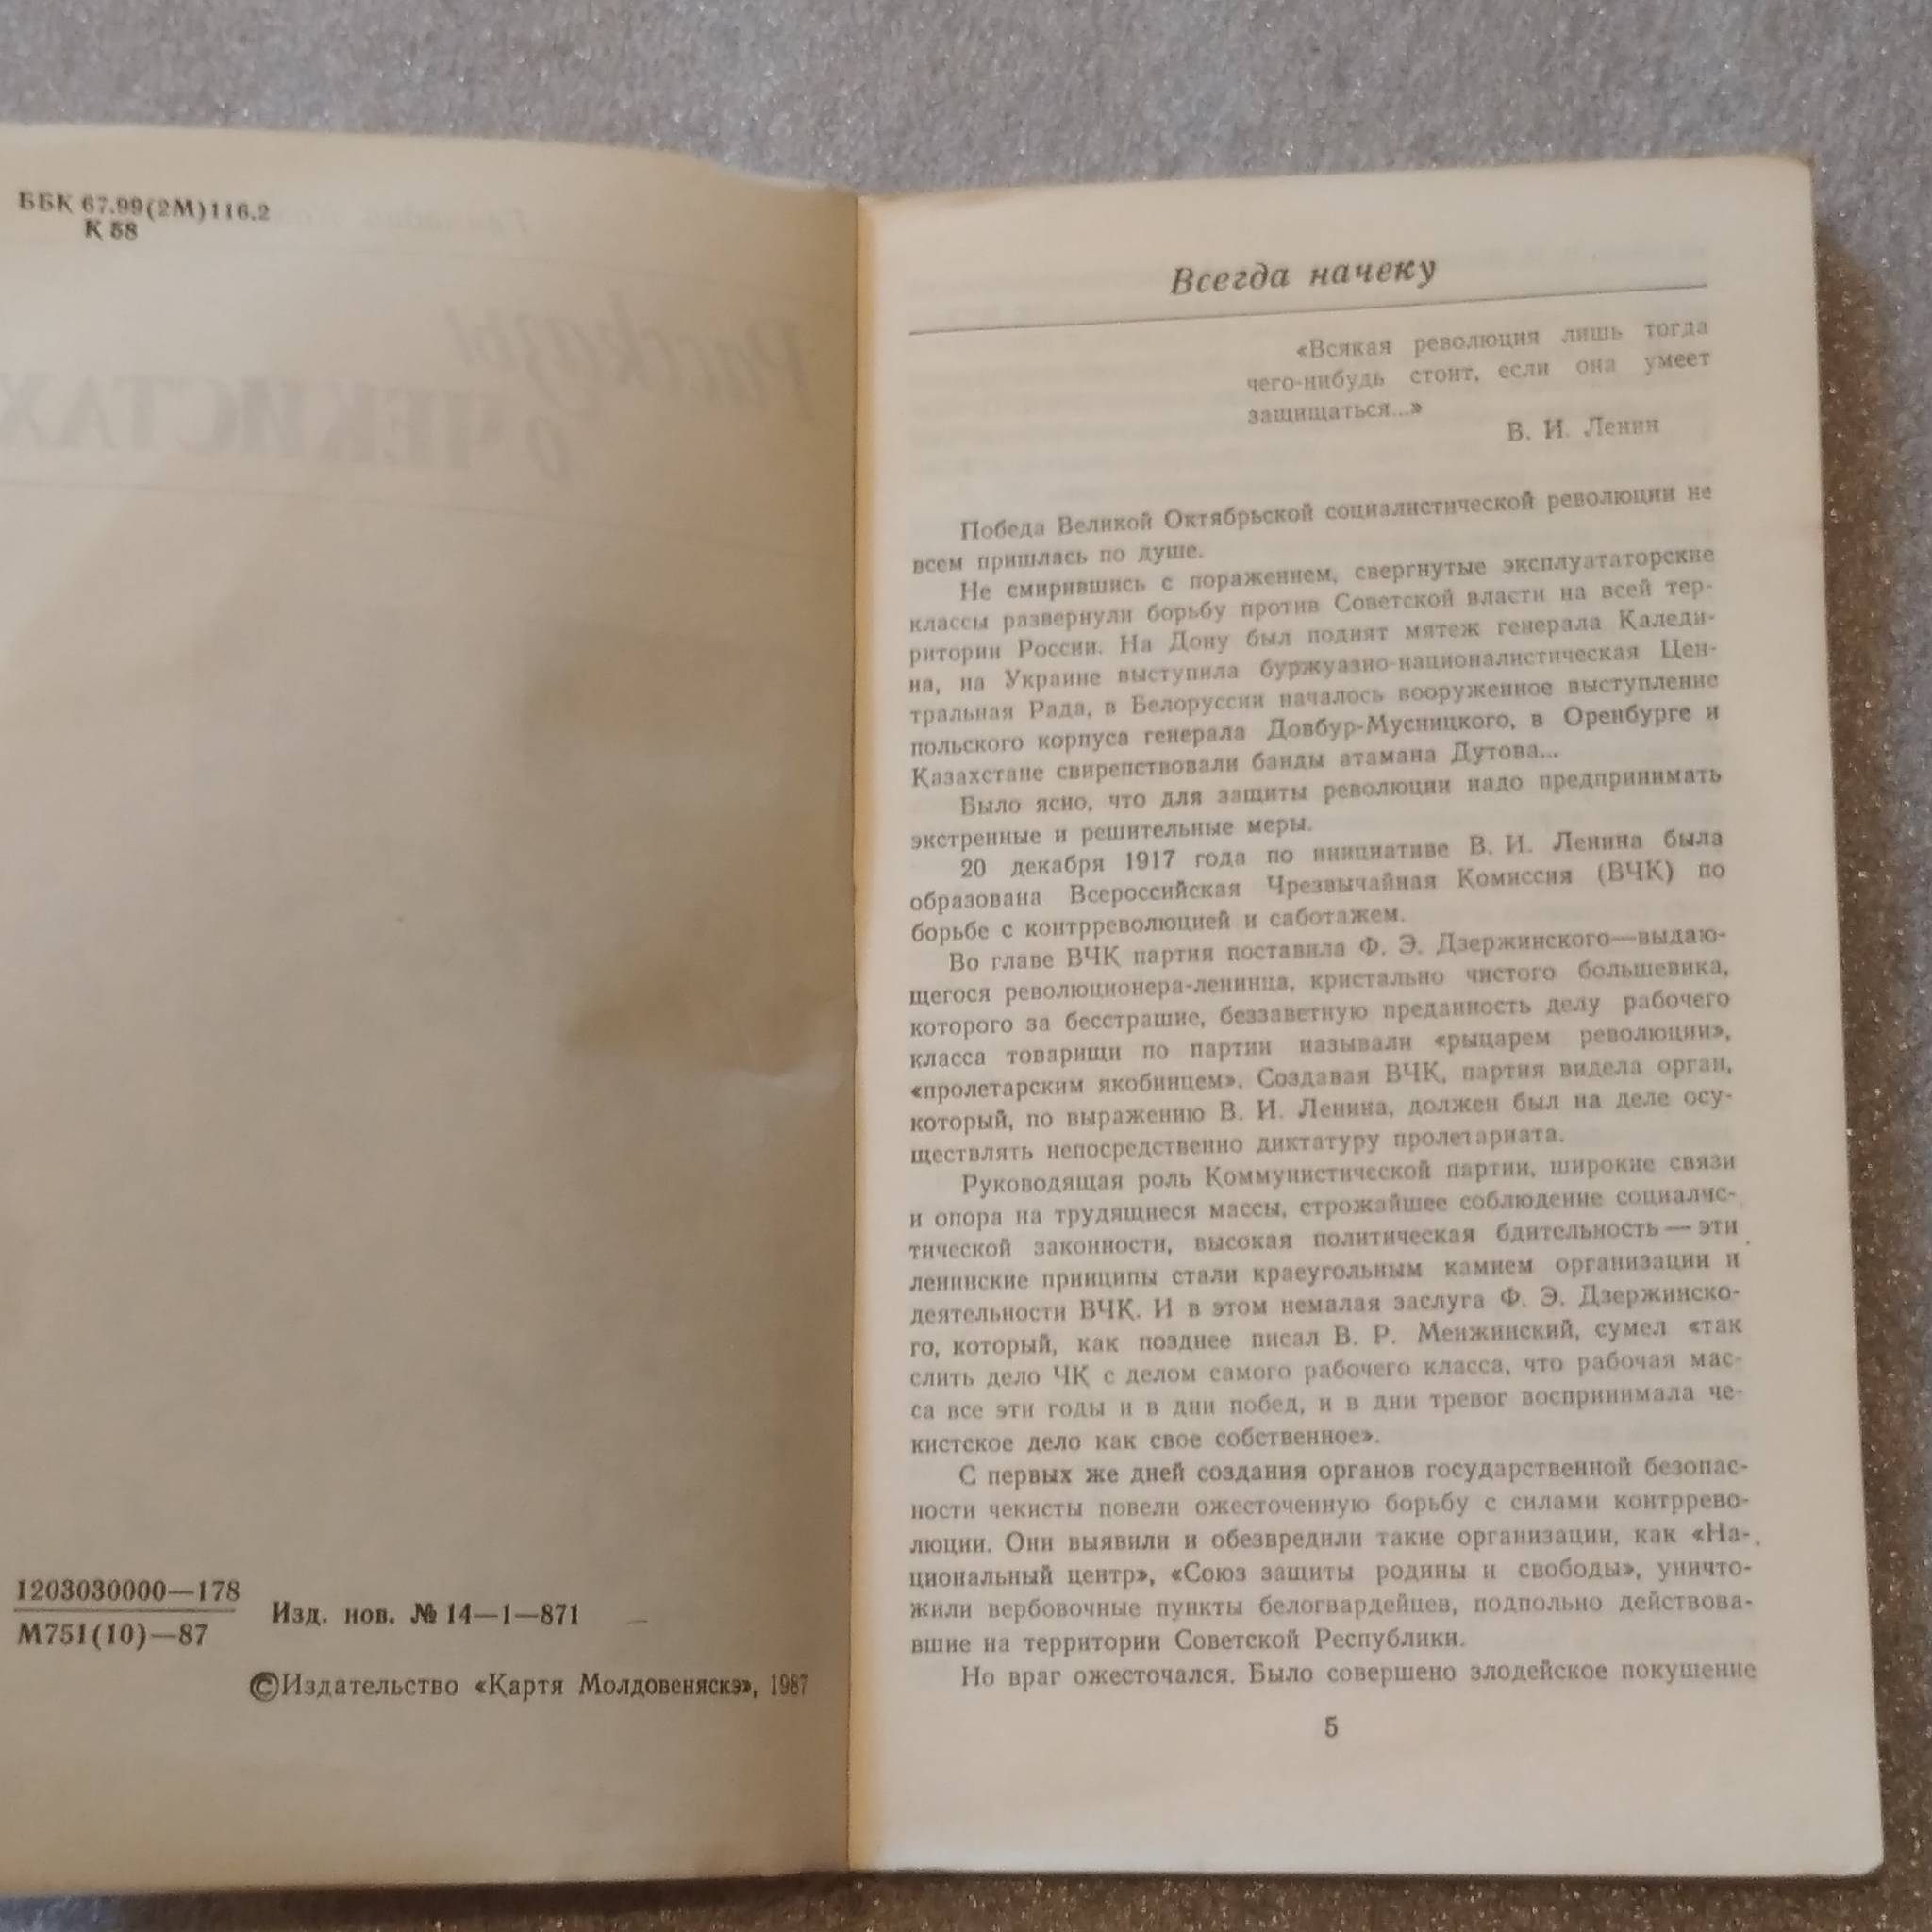 ББК 67.99(2М)116.2
К 58
Рассказы
о ЧЕКИСТАХ
1203030000—178
М751(10)—87
Изд. нов. № 14—1—871
©Издательство «Картя Молдовеняскэ», 1987
Всегда начеку
«Всякая революция лишь тогда
чего-нибудь стоит, если она умеет
защищаться...»
В. И. Ленин
Победа Великой Октябрьской социалистической революции не
всем пришлась по душе.
Не смирившись с поражением, свергнутые эксплуататорские
классы развернули борьбу против Советской власти на всей тер-
ритории России. На Дону был поднят мятеж генерала Каледи-
на, на Украине выступила буржуазно-националистическая Цен-
тральная Рада, в Белоруссии началось вооруженное выступление
польского корпуса генерала Довбур-Мусницкого, в Оренбурге и
Казахстане свирепствовали банды атамана Дутова...
Было ясно, что для защиты революции надо предпринимать
экстренные и решительные меры.
20 декабря 1917 года по инициативе В. И. Ленина была
образована Всероссийская Чрезвычайная Комиссия (ВЧК) по
борьбе с контрреволюцией и саботажем.
Во главе ВЧК партия поставила Ф. Э. Дзержинского—выдаю-
щегося революционера-ленинца, кристально чистого большевика,
которого за бесстрашие, беззаветную преданность делу рабочего
класса товарищи по партии называли «рыцарем революции»,
«пролетарским якобинцем». Создавая ВЧК, партия видела орган,
который, по выражению В. И. Ленина, должен был на деле осу-
ществлять непосредственно диктатуру пролетариата.
Руководящая роль Коммунистической партии, широкие связи
и опора на трудящиеся массы, строжайшее соблюдение социалис-
тической законности, высокая политическая бдительность — эти
ленинские принципы стали краеугольным камнем организации и
деятельности ВЧК. И в этом немалая заслуга Ф. Э. Дзержинско-
го, который, как позднее писал В. Р. Менжинский, сумел «так
слить дело ЧК с делом самого рабочего класса, что рабочая мас-
са все эти годы и в дни побед, и в дни тревог воспринимала че-
кистское дело как свое собственное».
С первых же дней создания органов государственной безопас-
ности чекисты повели ожесточенную борьбу с силами контррево-
люции. Они выявили и обезвредили такие организации, как «На-
циональный центр», «Союз защиты родины и свободы», уничто-
жили вербовочные пункты белогвардейцев, подпольно действова-
вшие на территории Советской Республики.
Но враг ожесточался. Было совершено злодейское покушение
5